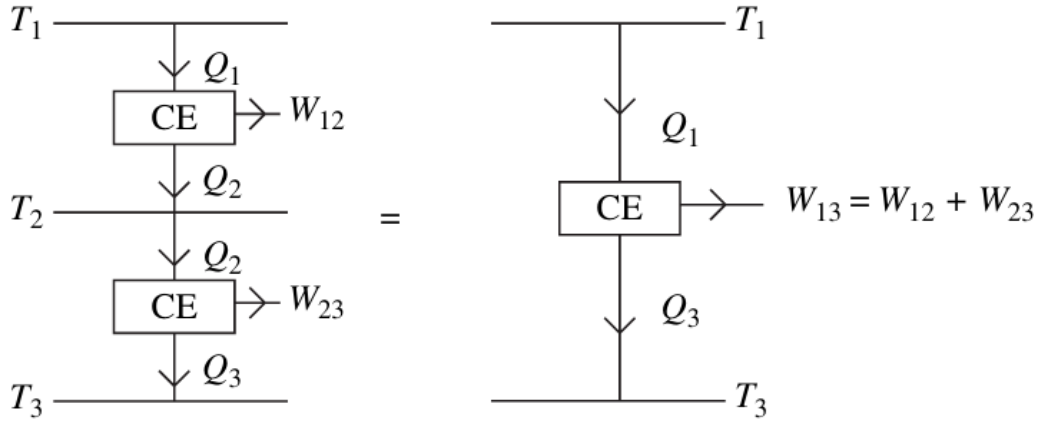 T₁
Q₁
CE
W₁₂
Q₂
T₂
Q₂
CE
W₂₃
Q₃
T₃
=
T₁
Q₁
CE
W₁₃ = W₁₂ + W₂₃
Q₃
T₃